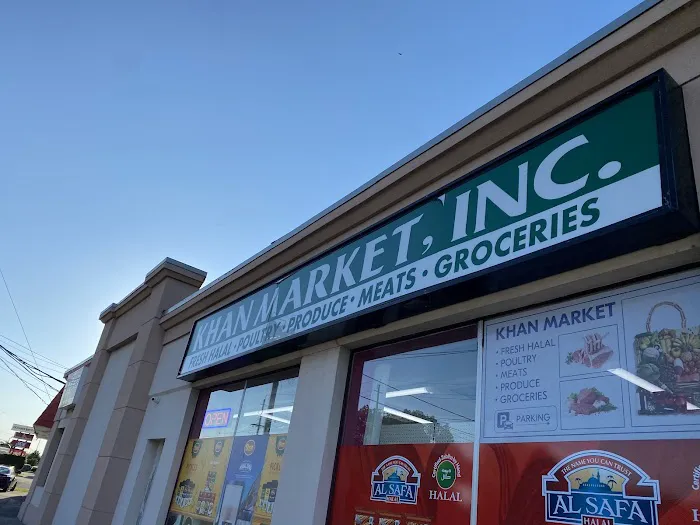 KHAN MARKET, INC.
FRESH HALAL • POULTRY • PRODUCE • MEATS • GROCERIES
KHAN MARKET
• FRESH HALAL
• POULTRY
• MEATS
• PRODUCE
• GROCERIES
P PARKING
OPEN
AL SAFA
HALAL
HALAL
THE NAME YOU CAN TRUST
AL SAFA
HALAL